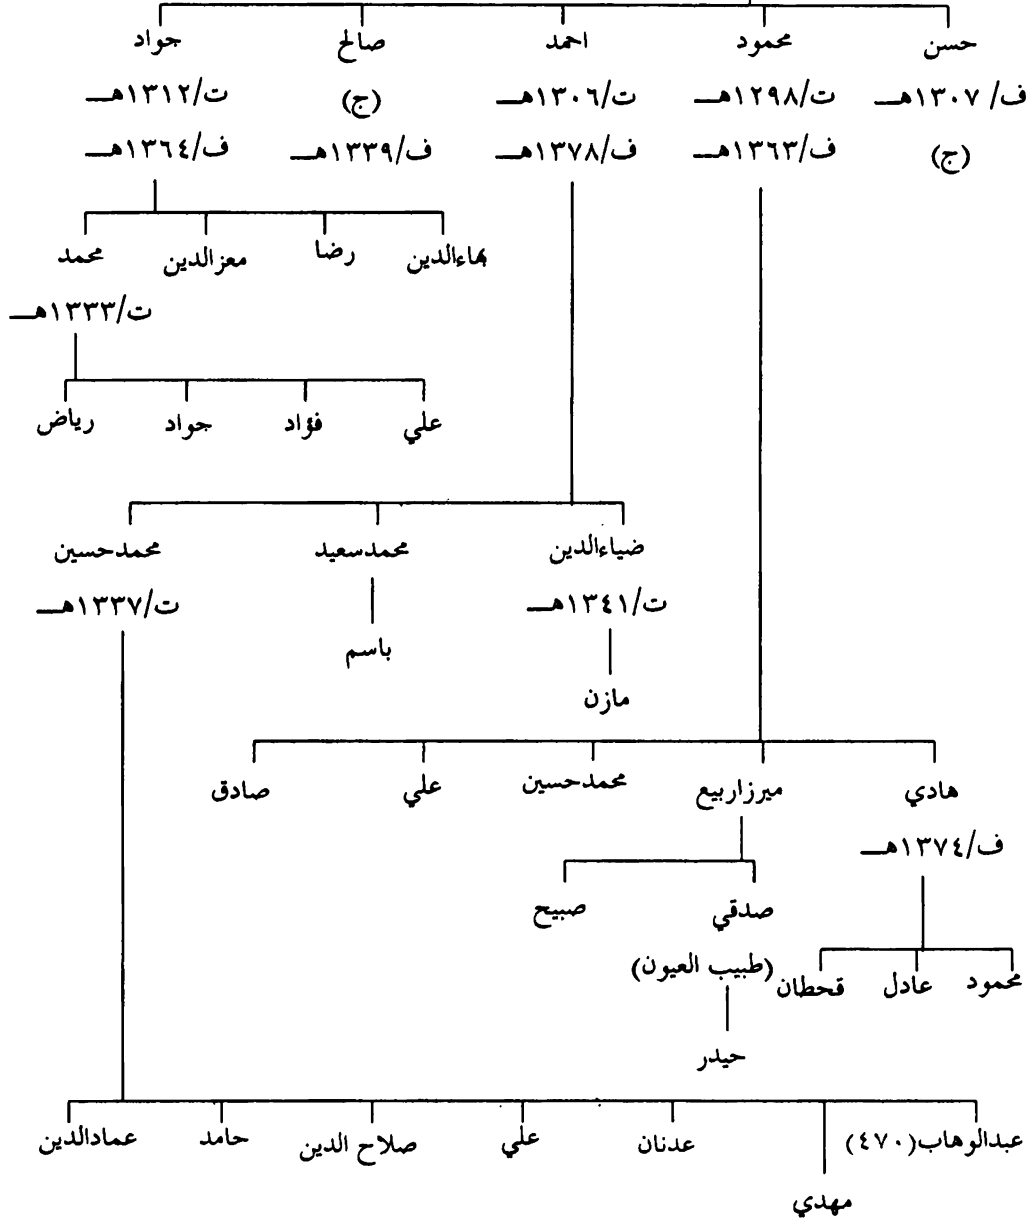 حسن محمود احمد صالح جواد
ف/١٣٠٧هـ ت/١٢٩٨هـ ت/١٣٠٦هـ (ج) ت/١٣١٢هـ
(ج) ف/١٣٦٣هـ ف/١٣٧٨هـ ف/١٣٣٩هـ ف/١٣٦٤هـ
بهاءالدين رضا معزالدين محمد
ت/١٣٣٣هـ
علي فؤاد جواد رياض
ضياءالدين محمدسعيد محمدحسين
ت/١٣٤١هـ ت/١٣٣٧هـ
باسم
مازن
هادي ميرزاربيع محمدحسين علي صادق
ف/١٣٧٤هـ
صدقي صبيح
(طبيب العيون)
محمود عادل قحطان
حيدر
عبدالوهاب(٤٧٠) عدنان علي صلاح الدين حامد عمادالدين
مهدي